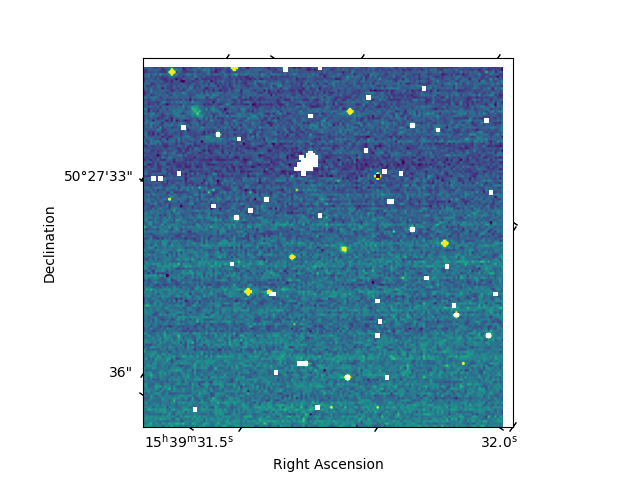 50°27'33"
Declination
36"
15ʰ39ᵐ31.5ˢ
32.0ˢ
Right Ascension